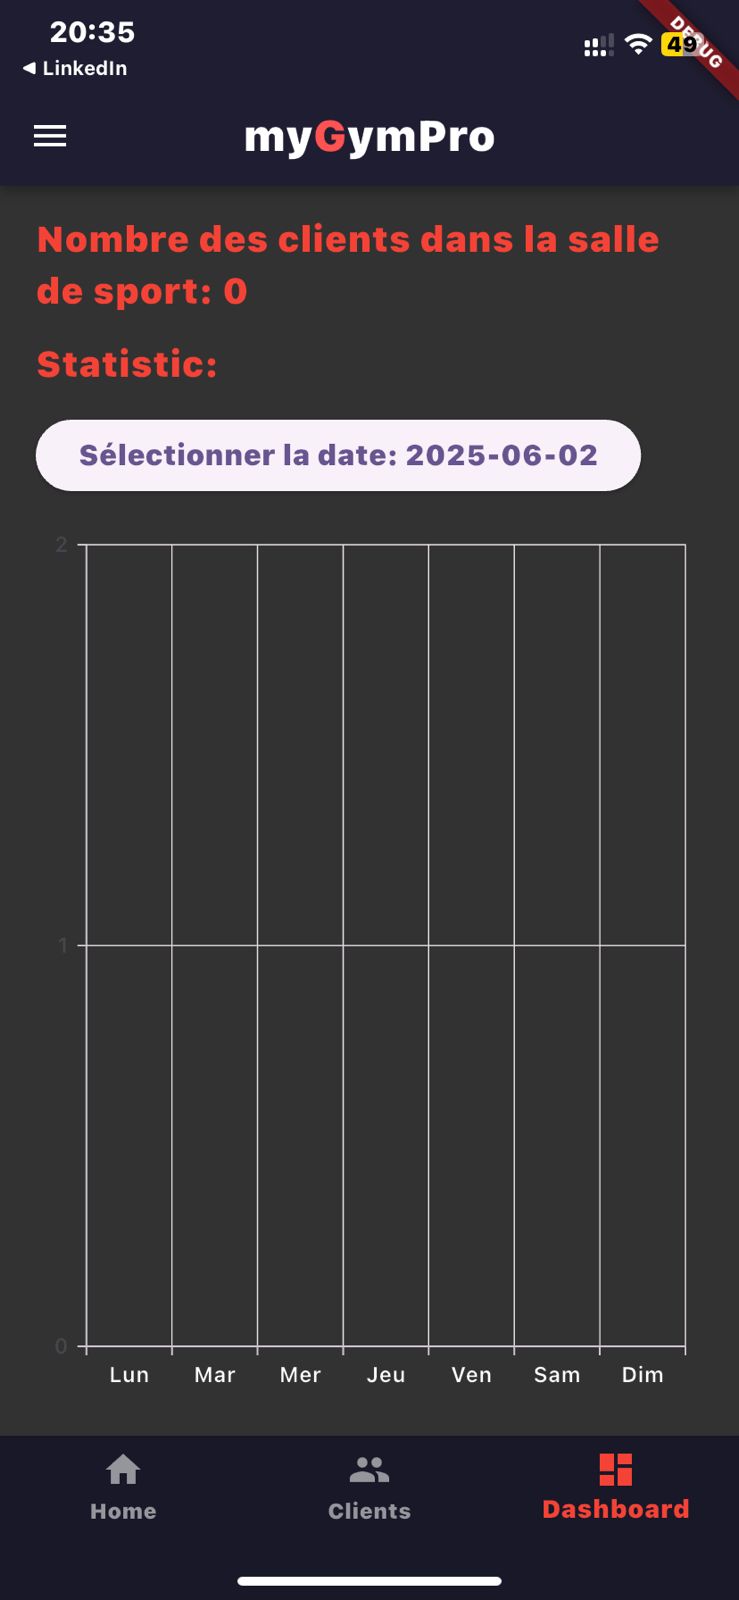 20:35
49
DEBUG
◀ LinkedIn
myGymPro
Nombre des clients dans la salle
de sport: 0
Statistic:
Sélectionner la date: 2025-06-02
2
1
0
Lun Mar Mer Jeu Ven Sam Dim
Home Clients Dashboard